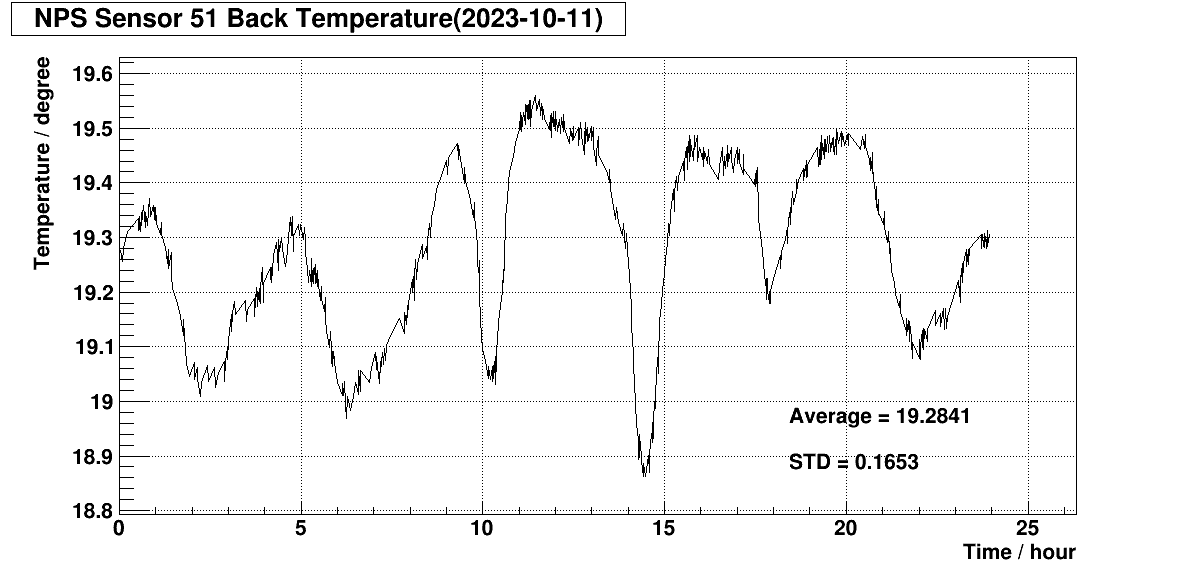 NPS Sensor 51 Back Temperature(2023-10-11)
Temperature / degree
19.6
19.5
19.4
19.3
19.2
19.1
19
18.9
18.8
Average = 19.2841
STD = 0.1653
0 5 10 15 20 25
Time / hour